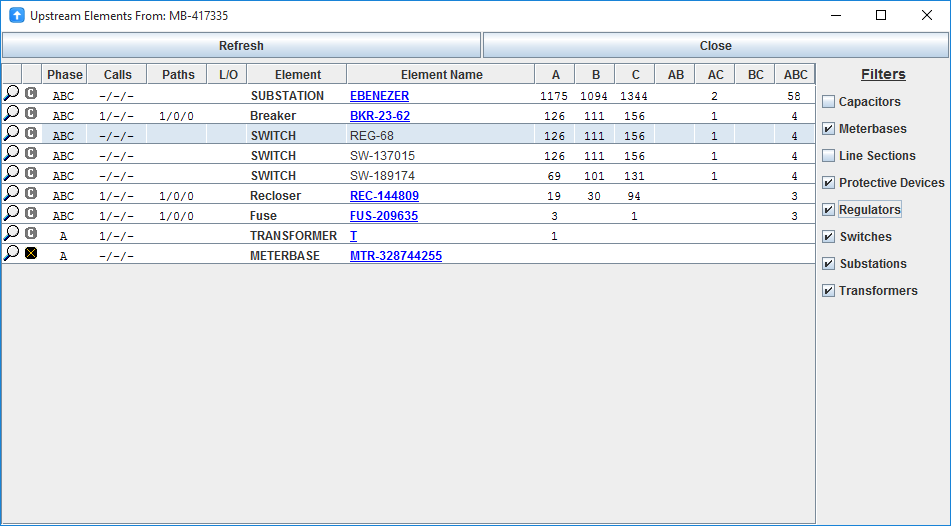 Upstream Elements From: MB-417335
Refresh Close
Phase Calls Paths L/O Element Element Name A B C AB AC BC ABC
C ABC -/-/- SUBSTATION EBENEZER 1175 1094 1344 2 58
C ABC 1/-/- 1/0/0 Breaker BKR-23-62 126 111 156 1 4
C ABC -/-/- SWITCH REG-68 126 111 156 1 4
C ABC -/-/- SWITCH SW-137015 126 111 156 1 4
C ABC -/-/- SWITCH SW-189174 69 101 131 1 4
C ABC 1/-/- 1/0/0 Recloser REC-144809 19 30 94 3
C ABC 1/-/- 1/0/0 Fuse FUS-209635 3 1 3
C A 1/-/- TRANSFORMER T 1
A -/-/- METERBASE MTR-328744255
Filters
Capacitors
Meterbases
Line Sections
Protective Devices
Regulators
Switches
Substations
Transformers